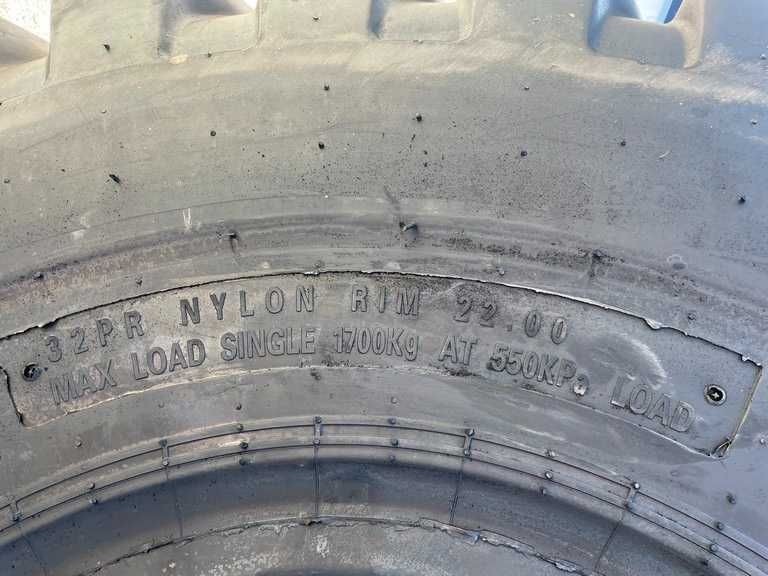 32PR NYLON RIM 22.00
MAX LOAD SINGLE 1700Kg AT 550KPa LOAD